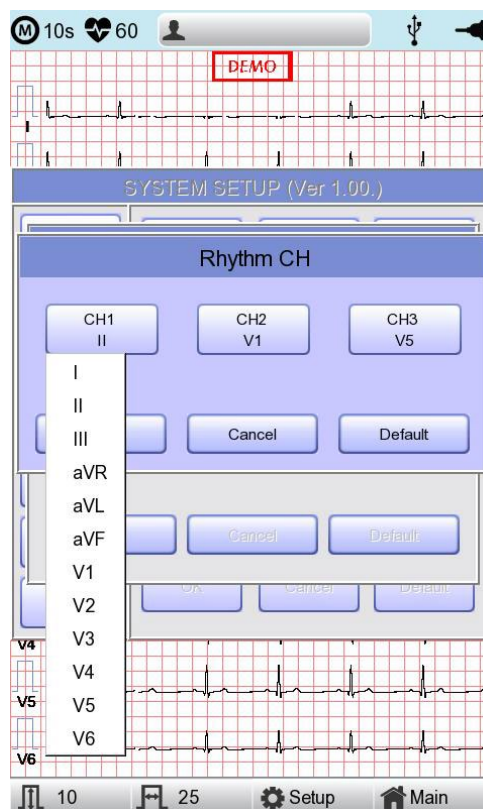 M 10s 60
DEMO
I
SYSTEM SETUP (Ver 1.00.)
Rhythm CH
CH1 CH2 CH3
II V1 V5
I
II
III
aVR
aVL
aVF
V1
V2
V3
V4
V5
V6
Cancel Default
Cancel Default
OK Cancel Default
V4
V5
V6
10 25 Setup Main